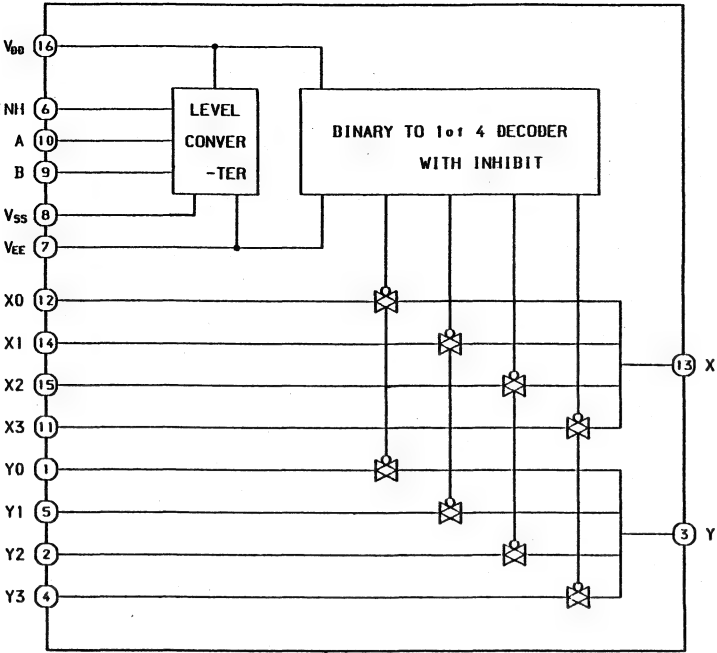 VDD 16
NH 6
A 10
B 9
VSS 8
VEE 7
LEVEL
CONVER
-TER
BINARY TO 1of 4 DECODER
WITH INHIBIT
X0 12
X1 14
X2 15
X3 11
Y0 1
Y1 5
Y2 2
Y3 4
13 X
3 Y